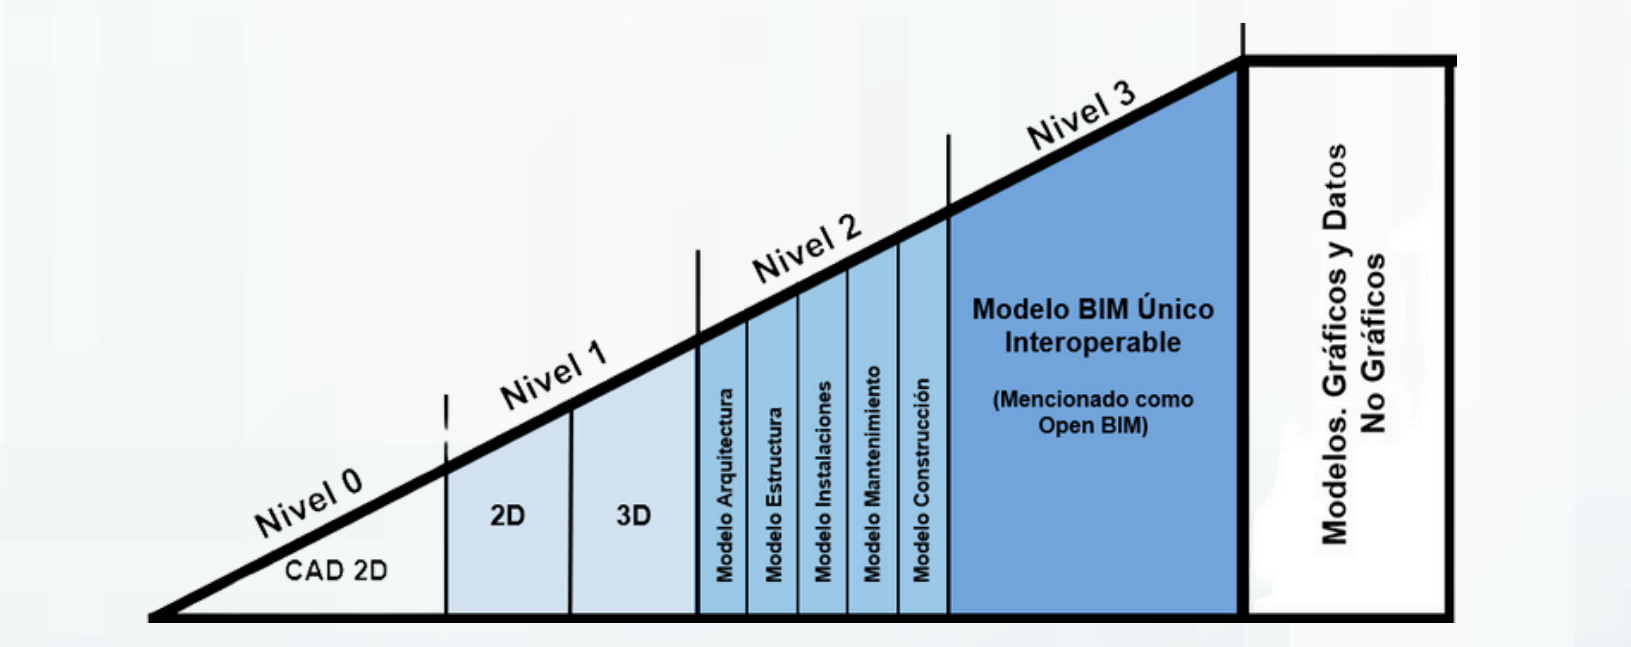 Nivel 0
CAD 2D
Nivel 1
2D
3D
Nivel 2
Modelo Arquitectura
Modelo Estructura
Modelo Instalaciones
Modelo Mantenimiento
Modelo Construcción
Nivel 3
Modelo BIM Único
Interoperable
(Mencionado como
Open BIM)
Modelos. Gráficos y Datos
No Gráficos